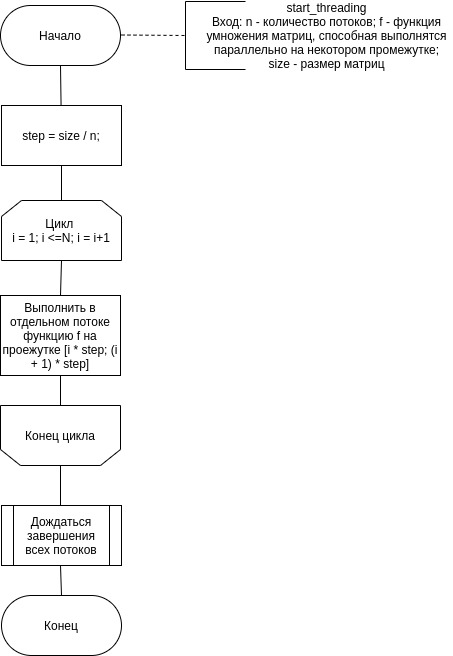 Начало
start_threading
Вход: n - количество потоков; f - функция
умножения матриц, способная выполнятся
параллельно на некотором промежутке;
size - размер матриц
step = size / n;
Цикл
i = 1; i <=N; i = i+1
Выполнить в
отдельном потоке
функцию f на
проежутке [i * step; (i
+ 1) * step]
Конец цикла
Дождаться
завершения
всех потоков
Конец